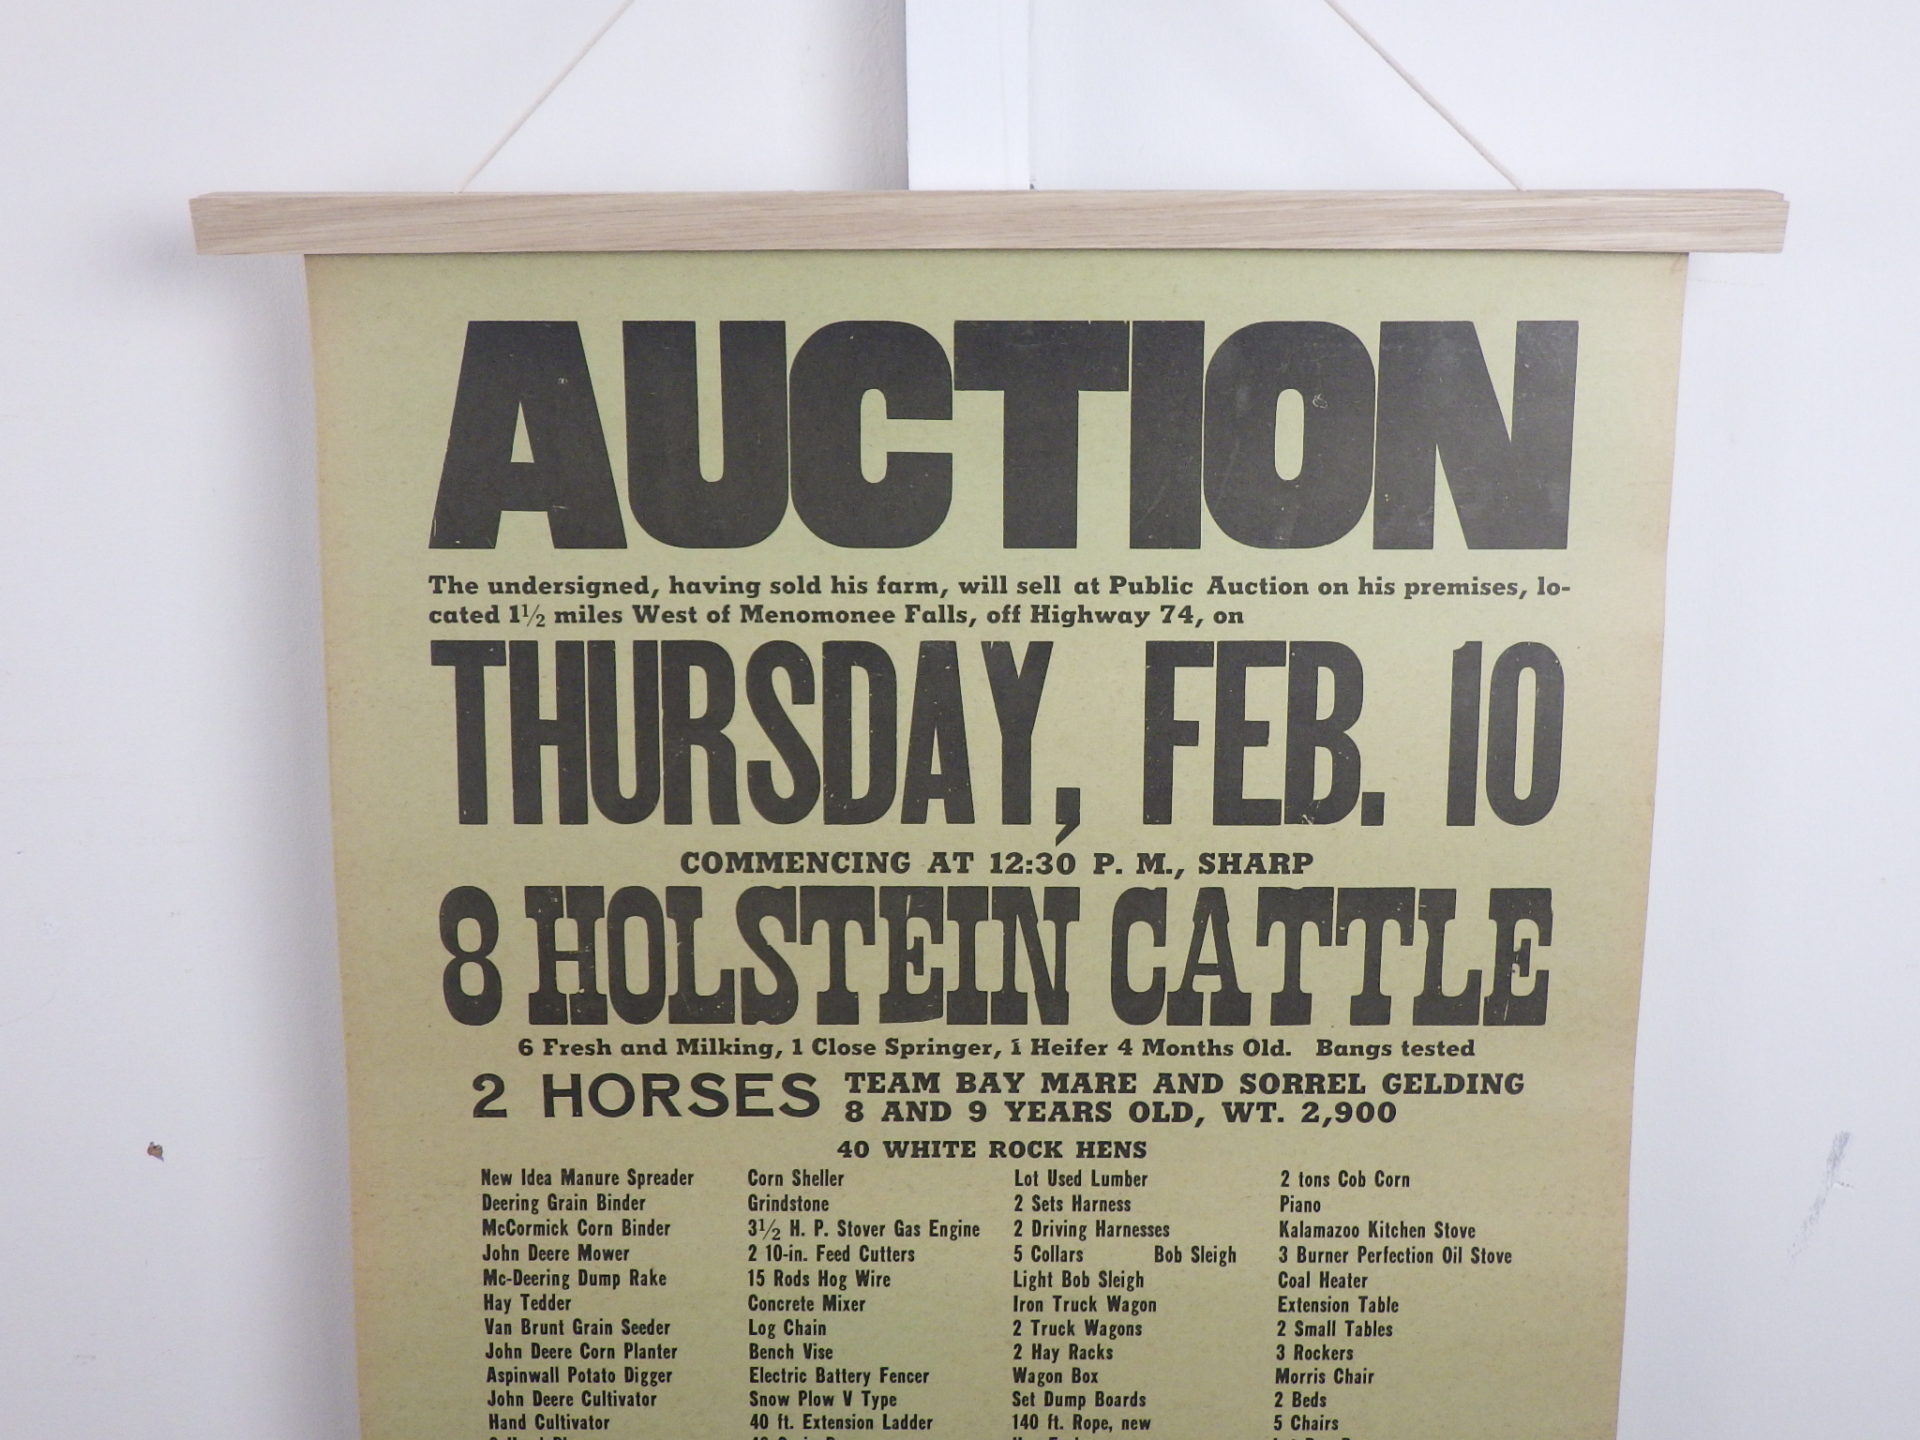 AUCTION
The undersigned, having sold his farm, will sell at Public Auction on his premises, lo-
cated 1½ miles West of Menomonee Falls, off Highway 74, on
THURSDAY, FEB. 10
COMMENCING AT 12:30 P. M., SHARP
8 HOLSTEIN CATTLE
6 Fresh and Milking, 1 Close Springer, 1 Heifer 4 Months Old. Bangs tested
2 HORSES
TEAM BAY MARE AND SORREL GELDING
8 AND 9 YEARS OLD, WT. 2,900
40 WHITE ROCK HENS
New Idea Manure Spreader
Deering Grain Binder
McCormick Corn Binder
John Deere Mower
Mc-Deering Dump Rake
Hay Tedder
Van Brunt Grain Seeder
John Deere Corn Planter
Aspinwall Potato Digger
John Deere Cultivator
Hand Cultivator
Corn Sheller
Grindstone
3½ H. P. Stover Gas Engine
2 10-in. Feed Cutters
15 Rods Hog Wire
Concrete Mixer
Log Chain
Bench Vise
Electric Battery Fencer
Snow Plow V Type
40 ft. Extension Ladder
Lot Used Lumber
2 Sets Harness
2 Driving Harnesses
5 Collars Bob Sleigh
Light Bob Sleigh
Iron Truck Wagon
2 Truck Wagons
2 Hay Racks
Wagon Box
Set Dump Boards
140 ft. Rope, new
2 tons Cob Corn
Piano
Kalamazoo Kitchen Stove
3 Burner Perfection Oil Stove
Coal Heater
Extension Table
2 Small Tables
3 Rockers
Morris Chair
2 Beds
5 Chairs